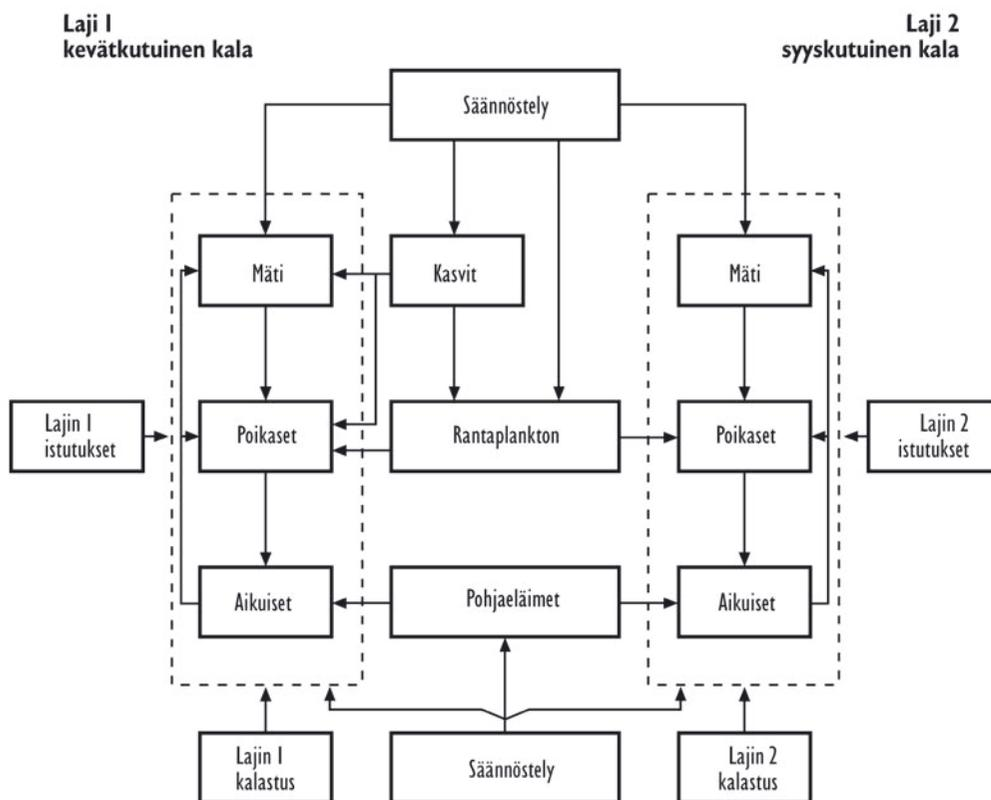 Laji 1
kevätkutuinen kala
Laji 2
syyskutuinen kala
Säännöstely
Mäti
Kasvit
Mäti
Lajin 1
istutukset
Poikaset
Rantaplankton
Poikaset
Lajin 2
istutukset
Aikuiset
Pohjaeläimet
Aikuiset
Lajin 1
kalastus
Säännöstely
Lajin 2
kalastus